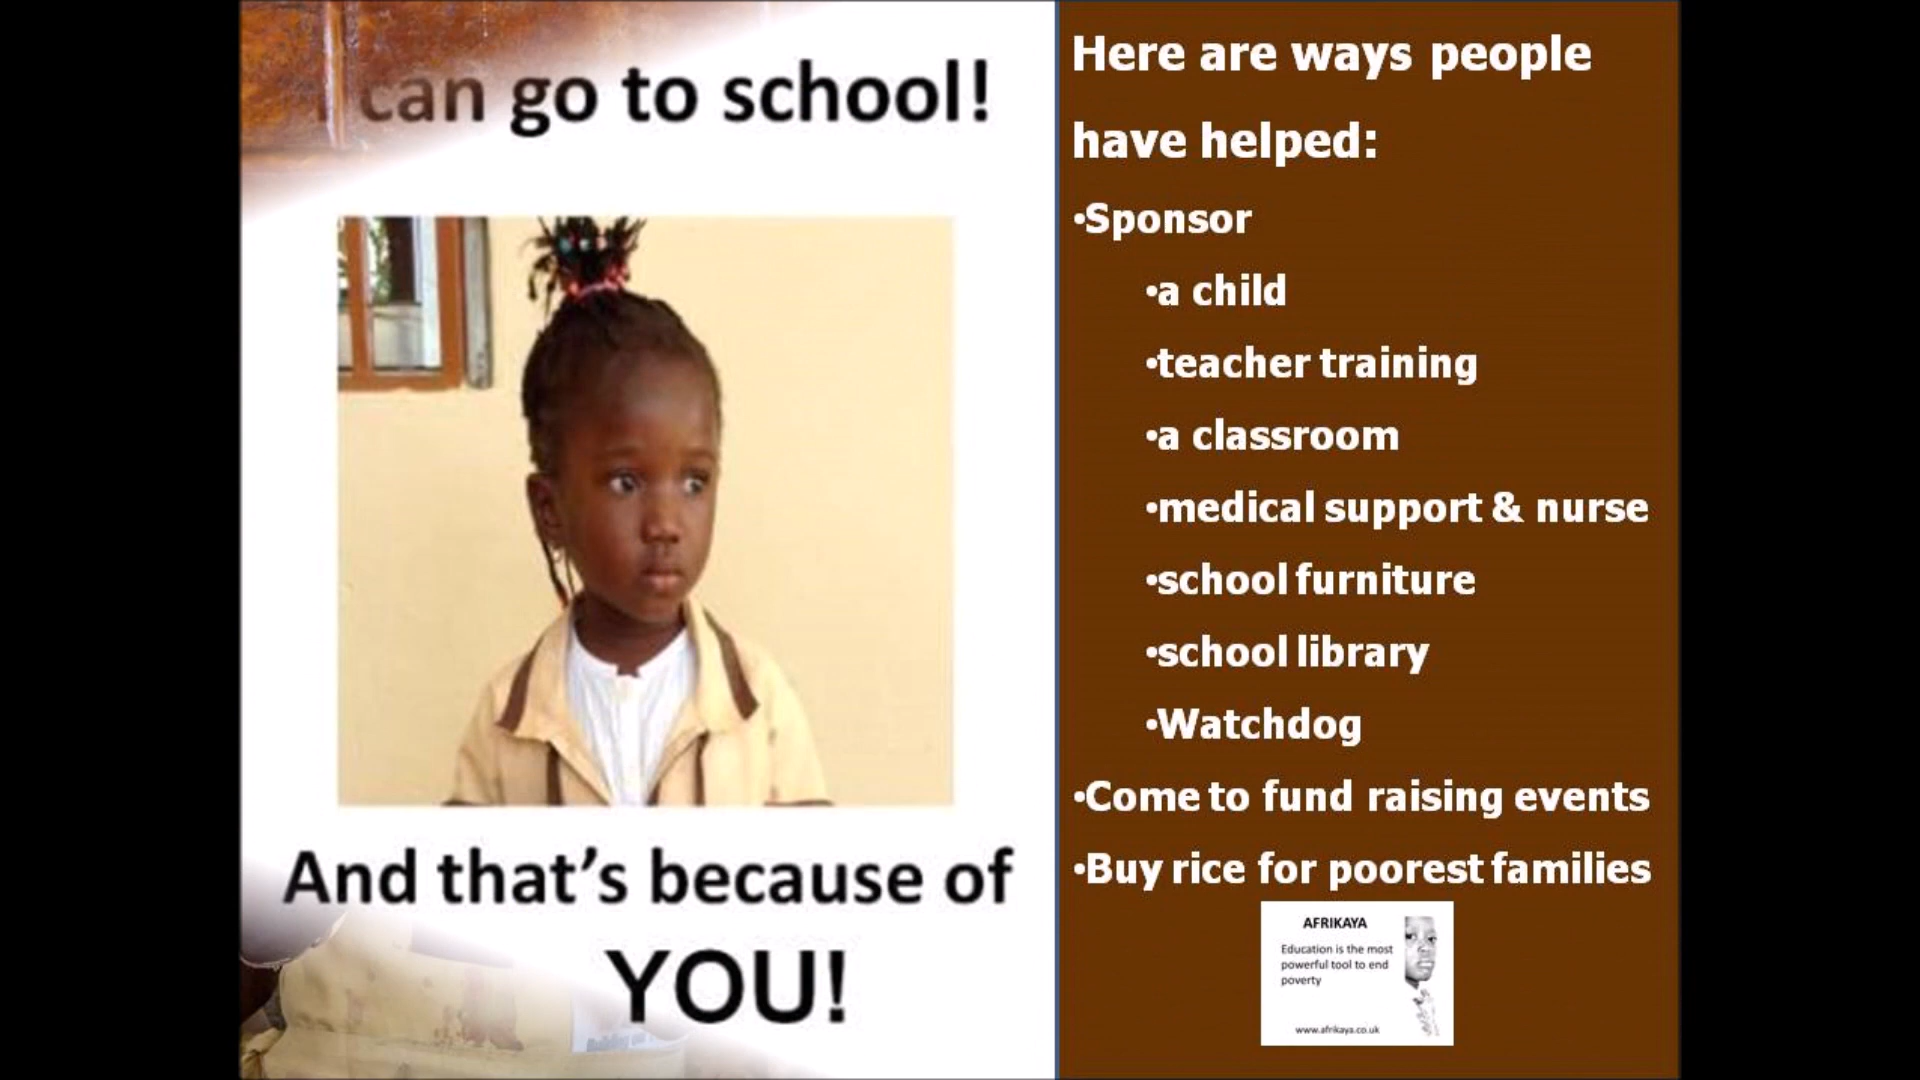 I can go to school!
And that's because of
YOU!
Here are ways people
have helped:
•Sponsor
•a child
•teacher training
•a classroom
•medical support & nurse
•school furniture
•school library
•Watchdog
•Come to fund raising events
•Buy rice for poorest families
AFRIKAYA
Education is the most
powerful tool to end
poverty
www.afrikaya.co.uk